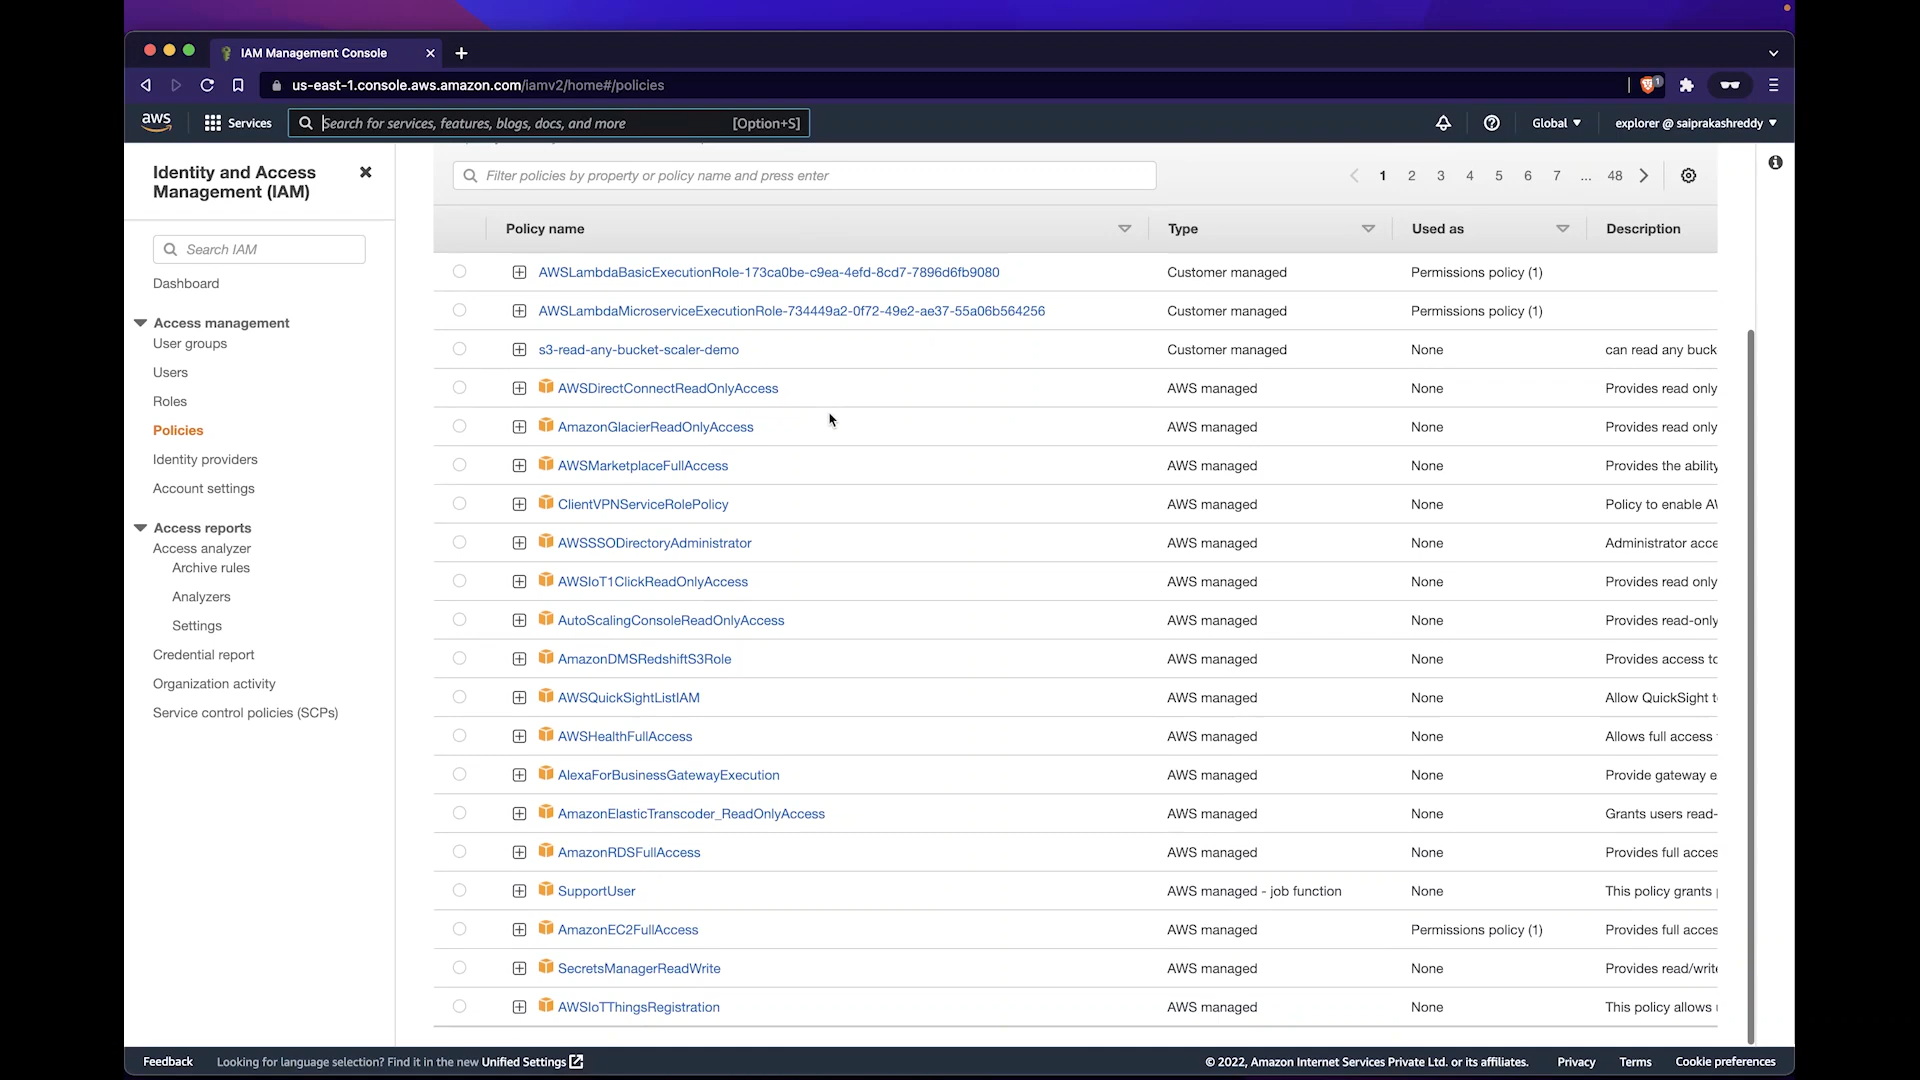 IAM Management Console
us-east-1.console.aws.amazon.com/iamv2/home#/policies
1
aws
Services
Search for services, features, blogs, docs, and more
[Option+S]
Global
explorer @ saiprakashreddy
Identity and Access Management (IAM)
Search IAM
Dashboard
Access management
User groups
Users
Roles
Policies
Identity providers
Account settings
Access reports
Access analyzer
Archive rules
Analyzers
Settings
Credential report
Organization activity
Service control policies (SCPs)
Filter policies by property or policy name and press enter
1 2 3 4 5 6 7 ... 48
Policy name Type Used as Description
AWSLambdaBasicExecutionRole-173ca0be-c9ea-4efd-8cd7-7896d6fb9080 Customer managed Permissions policy (1)
AWSLambdaMicroserviceExecutionRole-734449a2-0f72-49e2-ae37-55a06b564256 Customer managed Permissions policy (1)
s3-read-any-bucket-scaler-demo Customer managed None can read any buck
AWSDirectConnectReadOnlyAccess AWS managed None Provides read only
AmazonGlacierReadOnlyAccess AWS managed None Provides read only
AWSMarketplaceFullAccess AWS managed None Provides the ability
ClientVPNServiceRolePolicy AWS managed None Policy to enable AW
AWSSSODirectoryAdministrator AWS managed None Administrator acce
AWSIoT1ClickReadOnlyAccess AWS managed None Provides read only
AutoScalingConsoleReadOnlyAccess AWS managed None Provides read-only
AmazonDMSRedshiftS3Role AWS managed None Provides access to
AWSQuickSightListIAM AWS managed None Allow QuickSight t
AWSHealthFullAccess AWS managed None Allows full access
AlexaForBusinessGatewayExecution AWS managed None Provide gateway e
AmazonElasticTranscoder_ReadOnlyAccess AWS managed None Grants users read-
AmazonRDSFullAccess AWS managed None Provides full acces
SupportUser AWS managed - job function None This policy grants
AmazonEC2FullAccess AWS managed Permissions policy (1) Provides full acces
SecretsManagerReadWrite AWS managed None Provides read/write
AWSIoTThingsRegistration AWS managed None This policy allows
Feedback Looking for language selection? Find it in the new Unified Settings
© 2022, Amazon Internet Services Private Ltd. or its affiliates. Privacy Terms Cookie preferences